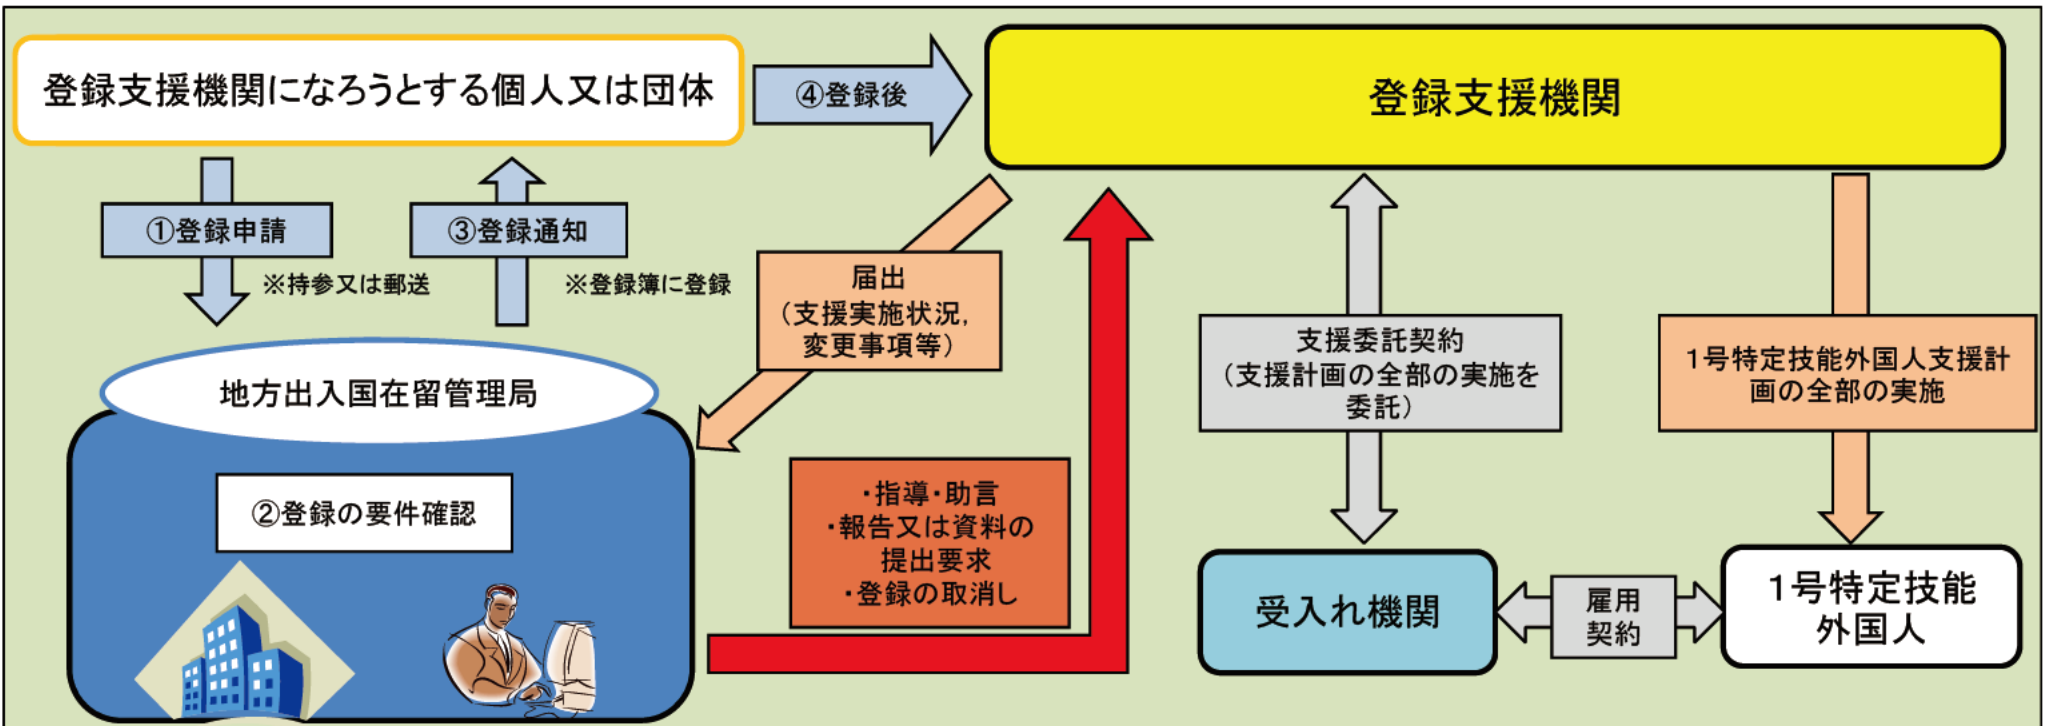 登録支援機関になろうとする個人又は団体
④登録後
登録支援機関
①登録申請
※持参又は郵送
③登録通知
※登録簿に登録
届出
（支援実施状況，
変更事項等）
地方出入国在留管理局
②登録の要件確認
・指導・助言
・報告又は資料の
提出要求
・登録の取消し
支援委託契約
（支援計画の全部の実施を
委託）
1号特定技能外国人支援計
画の全部の実施
受入れ機関
雇用
契約
1号特定技能
外国人